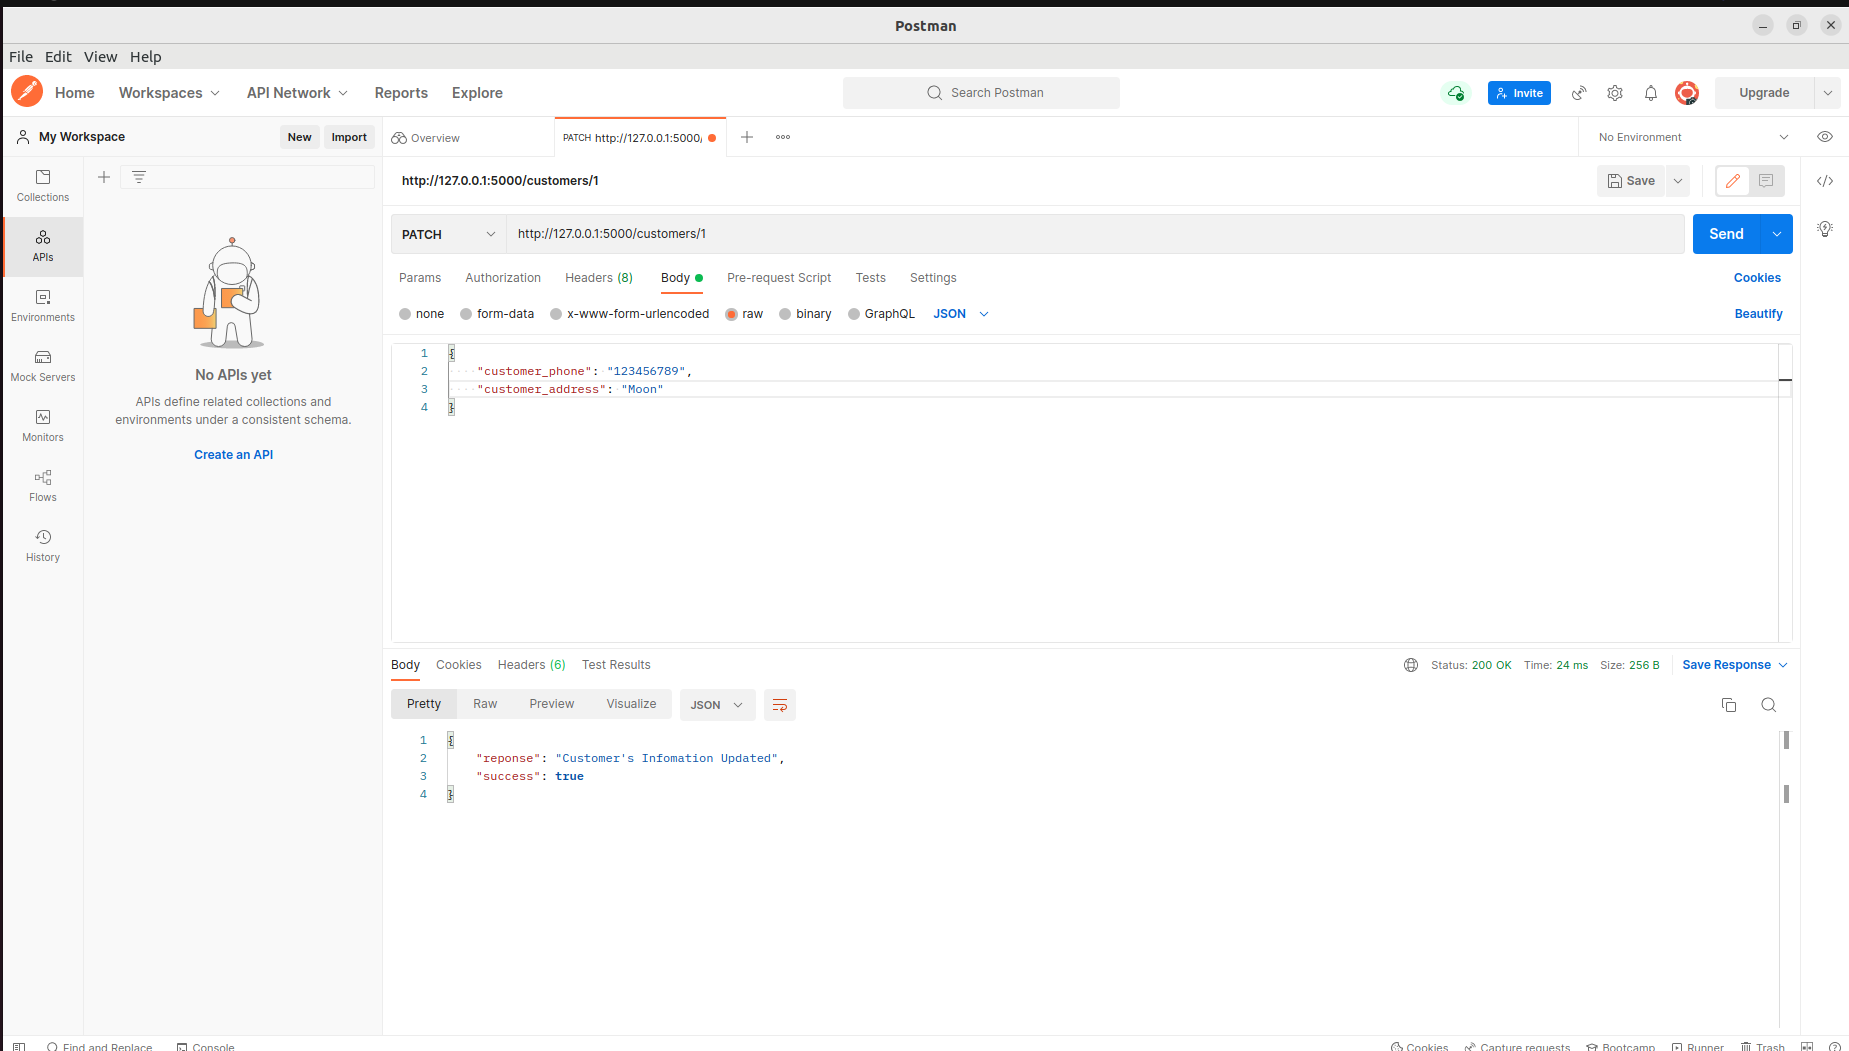 Postman
File Edit View Help
Home Workspaces API Network Reports Explore Search Postman Invite Upgrade
My Workspace New Import Overview PATCH http://127.0.0.1:5000/ No Environment
Collections
APIs
Environments
Mock Servers
Monitors
Flows
History
No APIs yet
APIs define related collections and
environments under a consistent schema.
Create an API
http://127.0.0.1:5000/customers/1 Save
PATCH http://127.0.0.1:5000/customers/1 Send
Params Authorization Headers (8) Body Pre-request Script Tests Settings Cookies
none form-data x-www-form-urlencoded raw binary GraphQL JSON Beautify
1 {
2 "customer_phone": "123456789",
3 "customer_address": "Moon"
4 }
Body Cookies Headers (6) Test Results Status: 200 OK Time: 24 ms Size: 256 B Save Response
Pretty Raw Preview Visualize JSON
1 {
2 "reponse": "Customer's Infomation Updated",
3 "success": true
4 }
Find and Replace Console Cookies Capture requests Bootcamp Runner Trash